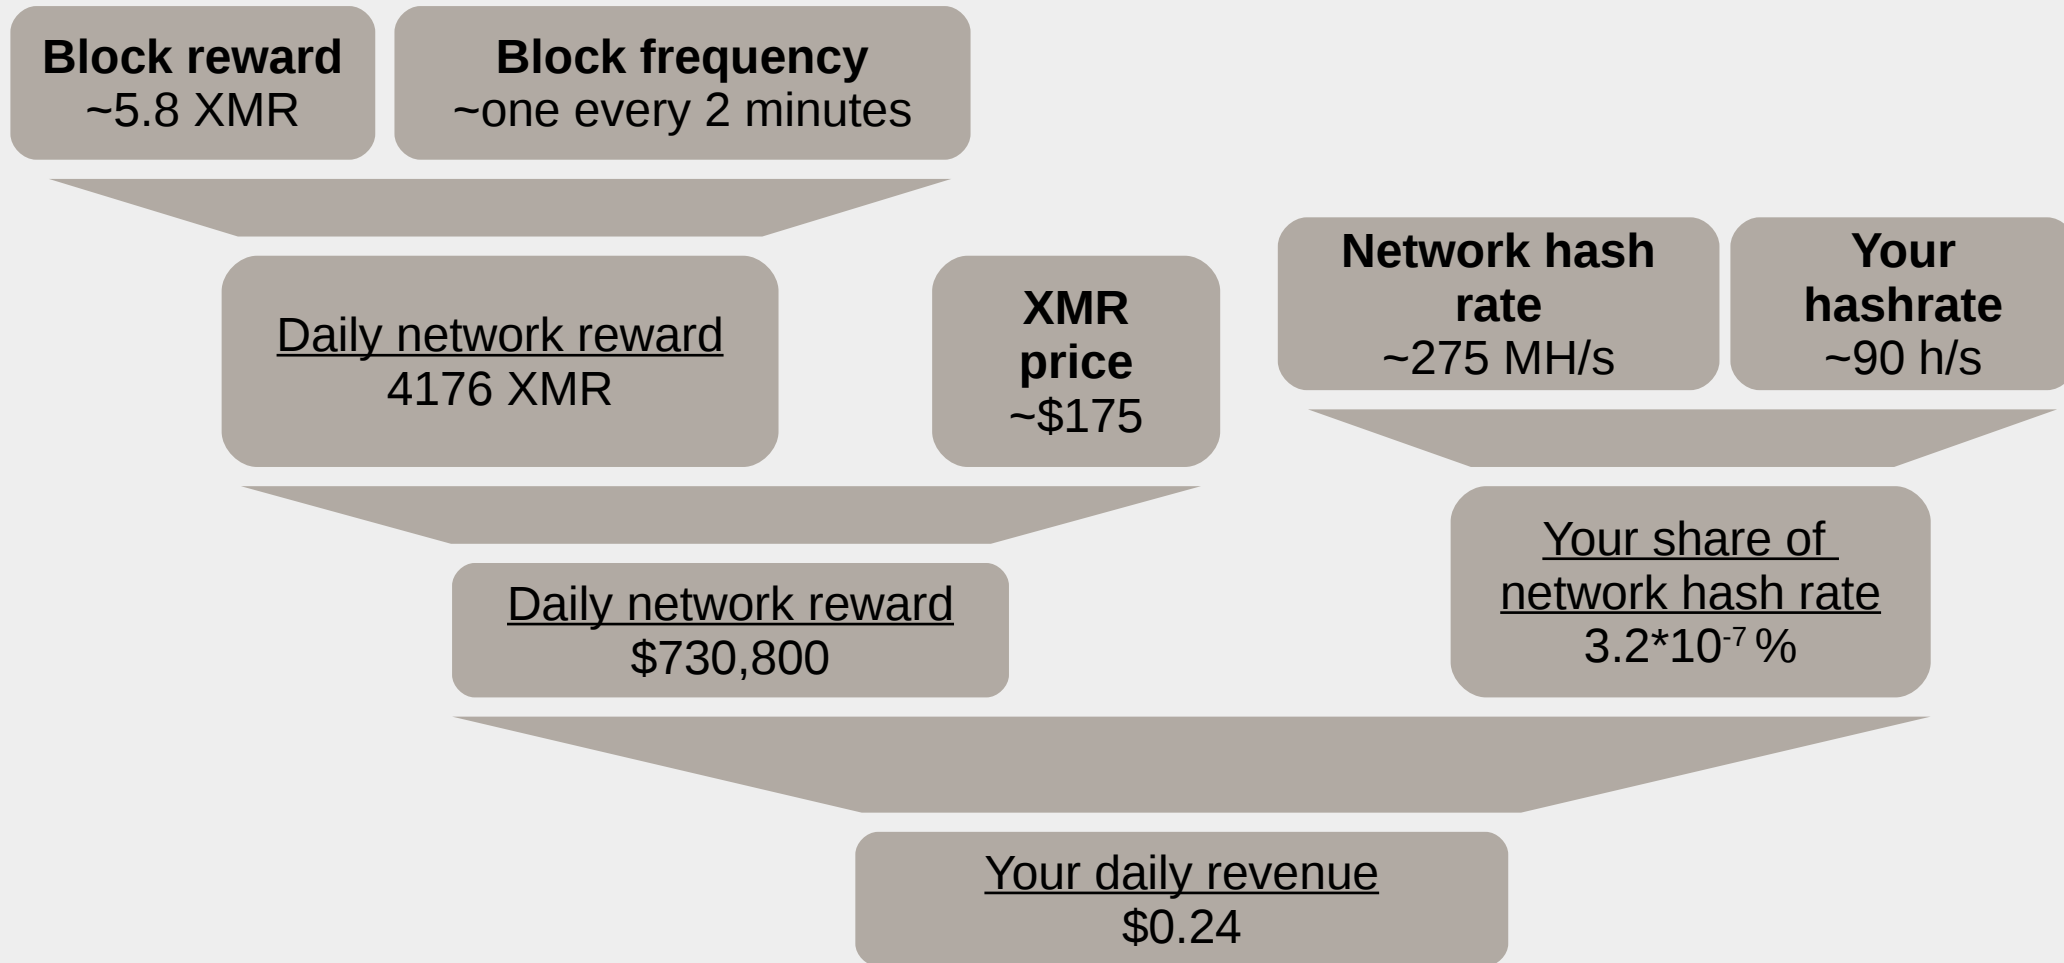 Block reward
~5.8 XMR
Block frequency
~one every 2 minutes
Daily network reward
4176 XMR
XMR
price
~$175
Network hash
rate
~275 MH/s
Your
hashrate
~90 h/s
Daily network reward
$730,800
Your share of
network hash rate
3.2*10⁻⁷ %
Your daily revenue
$0.24